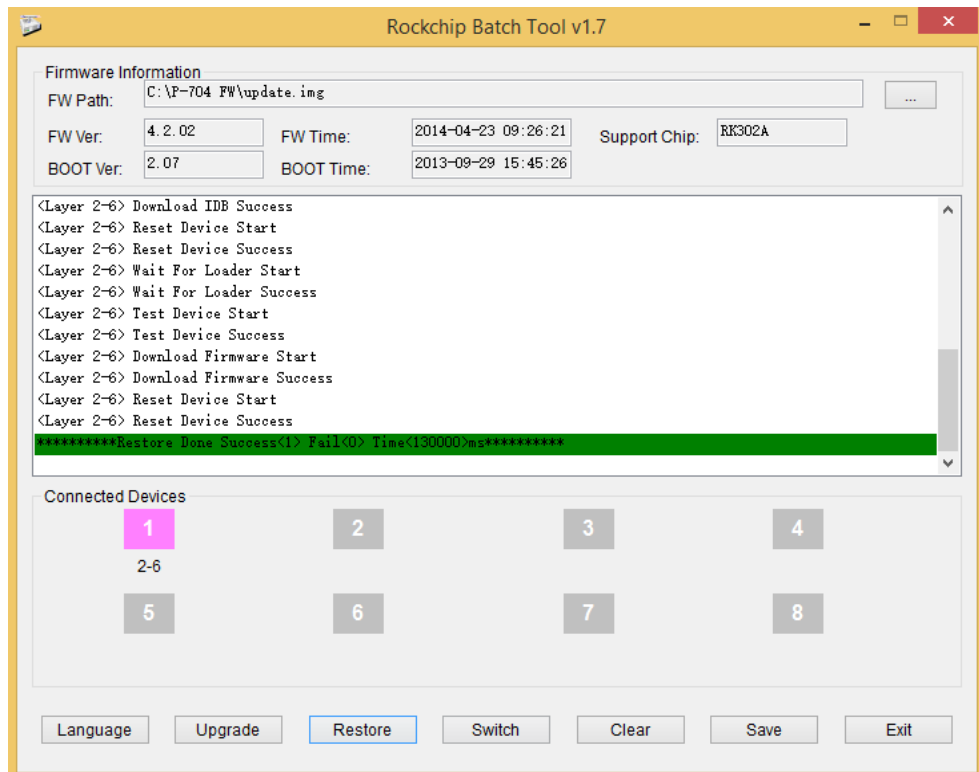 Rockchip Batch Tool v1.7
Firmware Information
FW Path: C:\P-704 FW\update.img ...
FW Ver: 4.2.02 FW Time: 2014-04-23 09:26:21 Support Chip: RK302A
BOOT Ver: 2.07 BOOT Time: 2013-09-29 15:45:26
<Layer 2-6> Download IDB Success
<Layer 2-6> Reset Device Start
<Layer 2-6> Reset Device Success
<Layer 2-6> Wait For Loader Start
<Layer 2-6> Wait For Loader Success
<Layer 2-6> Test Device Start
<Layer 2-6> Test Device Success
<Layer 2-6> Download Firmware Start
<Layer 2-6> Download Firmware Success
<Layer 2-6> Reset Device Start
<Layer 2-6> Reset Device Success
**********Restore Done Success<1> Fail<0> Time<130000>ms**********
Connected Devices
1 2 3 4
2-6
5 6 7 8
Language Upgrade Restore Switch Clear Save Exit